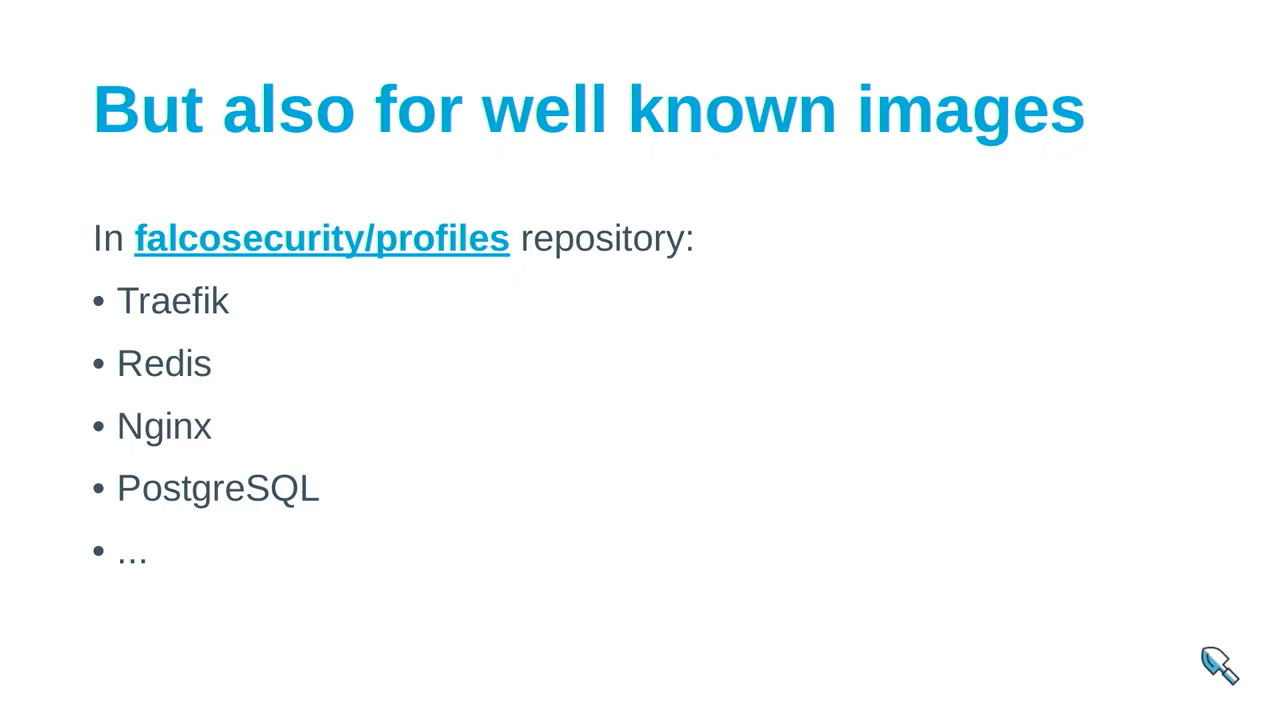 But also for well known images
In falcosecurity/profiles repository:
• Traefik
• Redis
• Nginx
• PostgreSQL
• ...